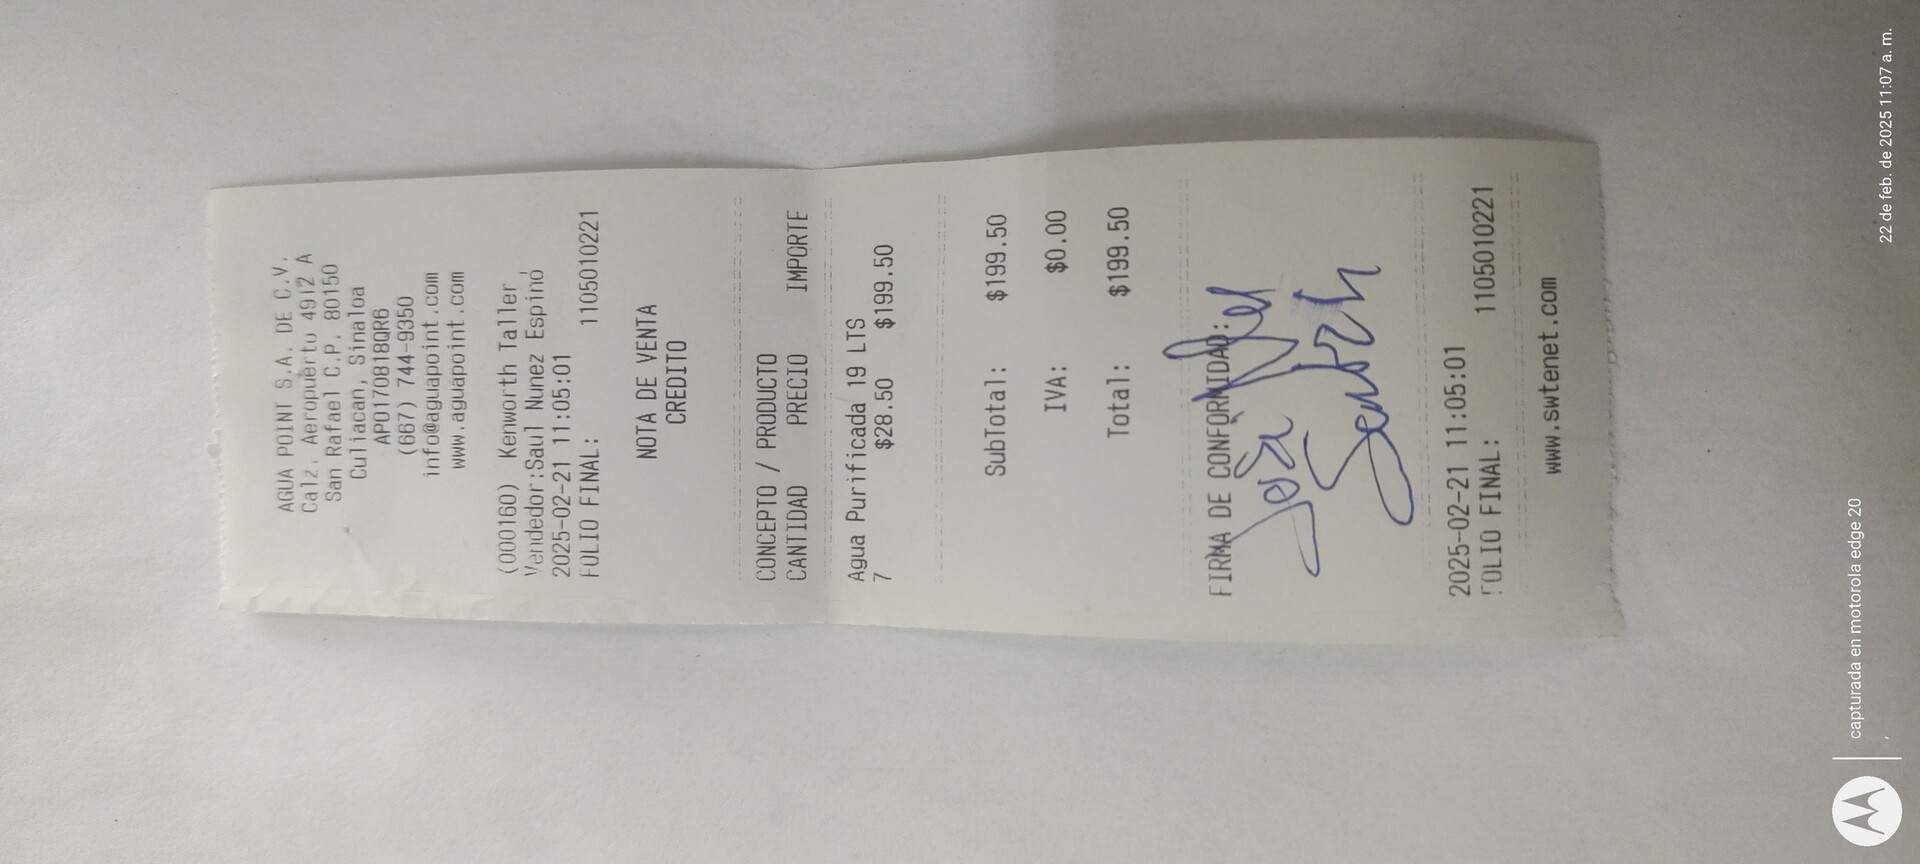 AGUA POINT S.A. DE C.V.
Calz. Aeropuerto 4912 A
San Rafael C.P. 80150
Culiacan, Sinaloa
APO170818QR6
(667) 744-9350
info@aguapoint.com
www.aguapoint.com
(000160) Kenworth Taller
Vendedor:Saul Nunez Espino
2025-02-21 11:05:01
FOLIO FINAL: 1105010221
NOTA DE VENTA
CREDITO
CONCEPTO / PRODUCTO
CANTIDAD PRECIO IMPORTE
Agua Purificada 19 LTS
7 $28.50 $199.50
SubTotal: $199.50
IVA: $0.00
Total: $199.50
FIRMA DE CONFORMIDAD:
2025-02-21 11:05:01
FOLIO FINAL: 1105010221
www.swtenet.com
capturada en motorola edge 20
22 de feb. de 2025 11:07 a. m.